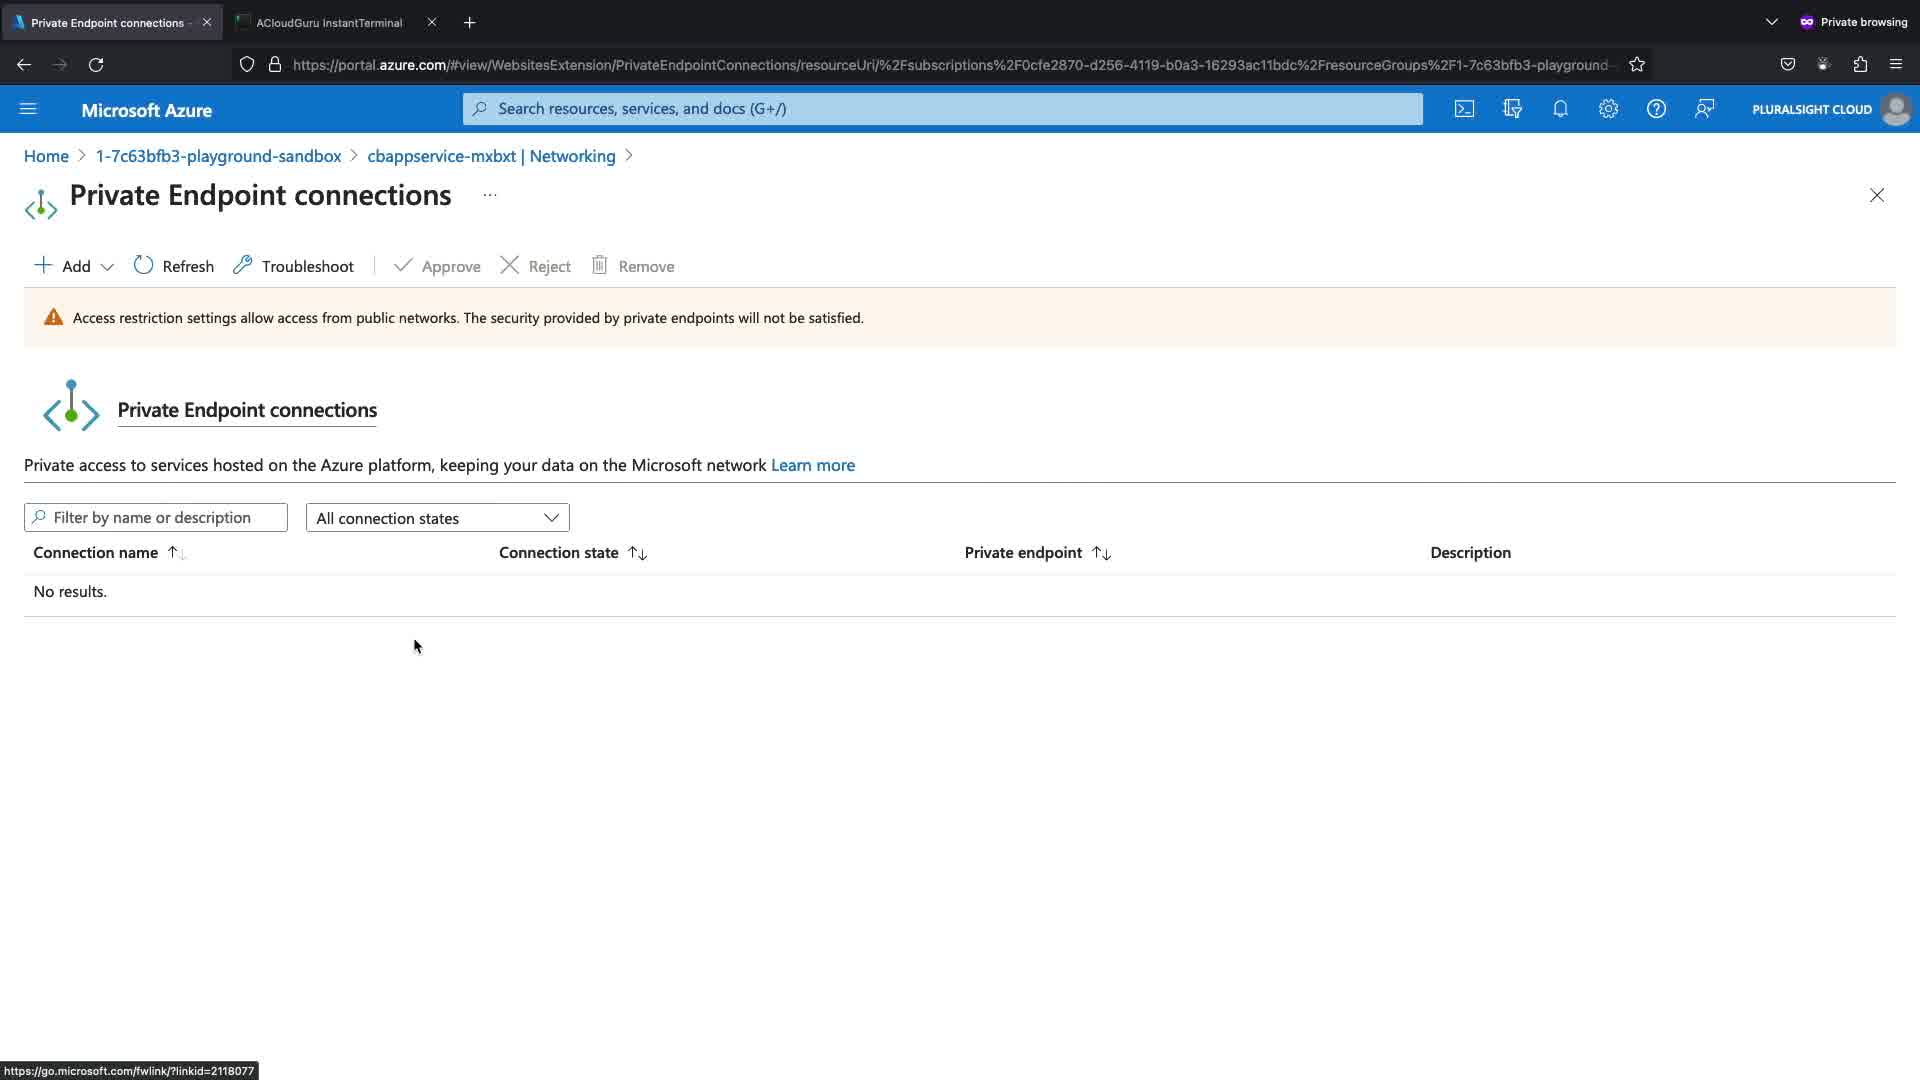 Private Endpoint connections -
ACloudGuru InstantTerminal
Private browsing
https://portal.azure.com/#view/WebsitesExtension/PrivateEndpointConnections/resourceUri/%2Fsubscriptions%2F0cfe2870-d256-4119-b0a3-16293ac11bdc%2FresourceGroups%2F1-7c63bfb3-playground-
Microsoft Azure
Search resources, services, and docs (G+/)
PLURALSIGHT CLOUD
Home > 1-7c63bfb3-playground-sandbox > cbappservice-mxbxt | Networking >
Private Endpoint connections ...
Add
Refresh
Troubleshoot
Approve
Reject
Remove
Access restriction settings allow access from public networks. The security provided by private endpoints will not be satisfied.
Private Endpoint connections
Private access to services hosted on the Azure platform, keeping your data on the Microsoft network Learn more
Filter by name or description
All connection states
Connection name ↑↓ Connection state ↑↓ Private endpoint ↑↓ Description
No results.
https://go.microsoft.com/fwlink/?linkid=2118077